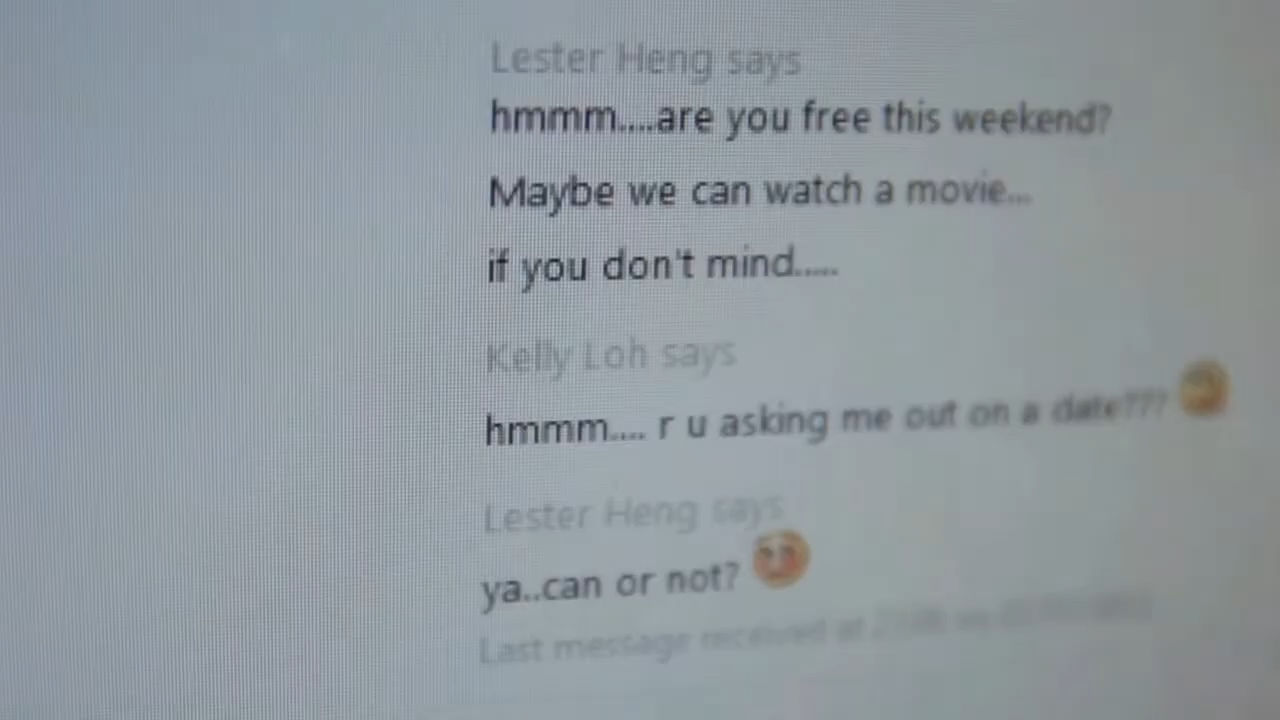 Lester Heng says
hmmm....are you free this weekend?
Maybe we can watch a movie...
if you don't mind.....
Kelly Loh says
hmmm.... r u asking me out on a date???
Lester Heng says
ya..can or not?
Last message received at